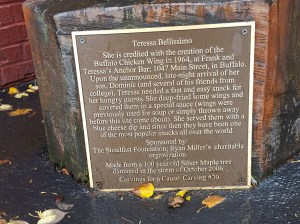 Teressa Bellissimo
She is credited with the creation of the
Buffalo Chicken Wing in 1964, at Frank and
Teressa's Anchor Bar, 1047 Main Street, in Buffalo.
Upon the unannounced, late-night arrival of her
son, Dominic (and several of his friends from
college), Teressa needed a fast and easy snack for
her hungry guests. She deep-fried some wings and
covered them in a special sauce (wings were
previously used for soup or simply thrown away
before this use came about). She served them with a
blue cheese dip and since then they have been one
of the most popular snacks all over the world.
Sponsored by:
The Steadfast Foundation; Ryan Miller's charitable
organization
Made from a 100 year old Silver Maple tree
damaged in the storm of October 2006.
Carvings for a Cause: Carving #30